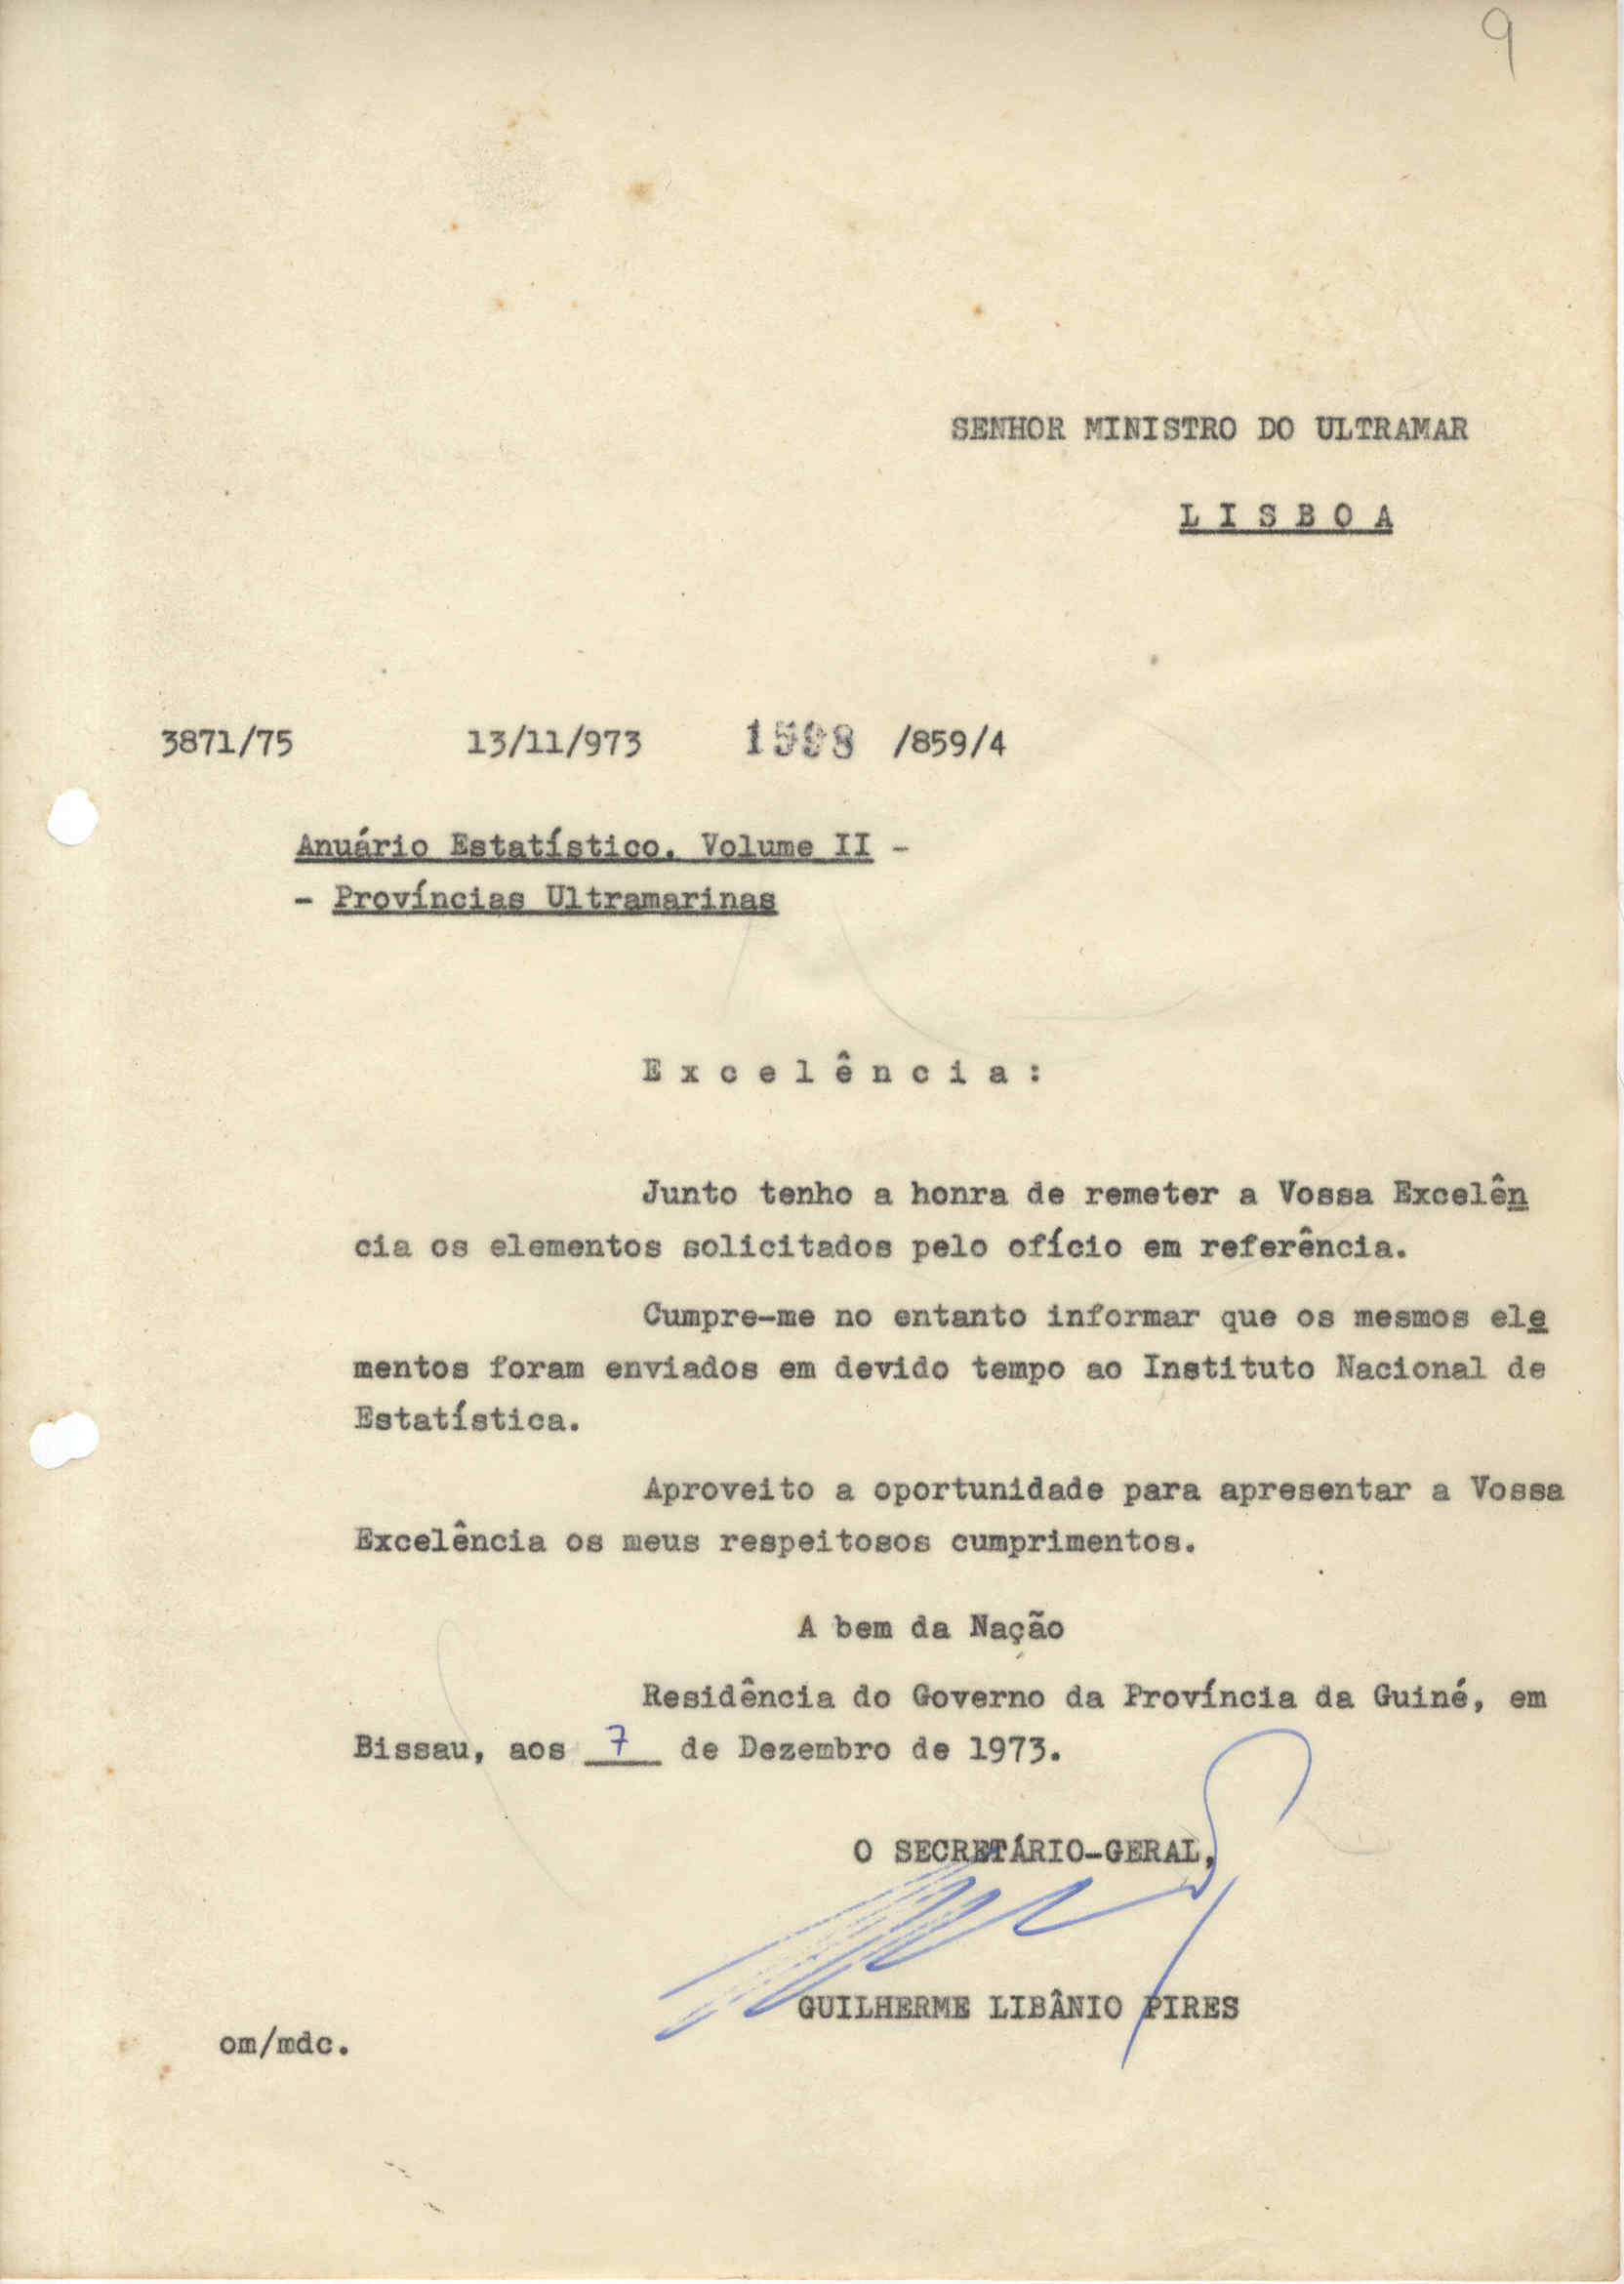 9
SENHOR MINISTRO DO ULTRAMAR
L I S B O A
3871/75 13/11/973 1598 /859/4
Anuário Estatístico. Volume II -
- Províncias Ultramarinas
E x c e l ê n c i a :
Junto tenho a honra de remeter a Vossa Excelên
cia os elementos solicitados pelo ofício em referência.
Cumpre-me no entanto informar que os mesmos ele
mentos foram enviados em devido tempo ao Instituto Nacional de
Estatística.
Aproveito a oportunidade para apresentar a Vossa
Excelência os meus respeitosos cumprimentos.
A bem da Nação
Residência do Governo da Província da Guiné, em
Bissau, aos 7 de Dezembro de 1973.
O SECRETÁRIO-GERAL,
GUILHERME LIBÂNIO PIRES
om/mdc.